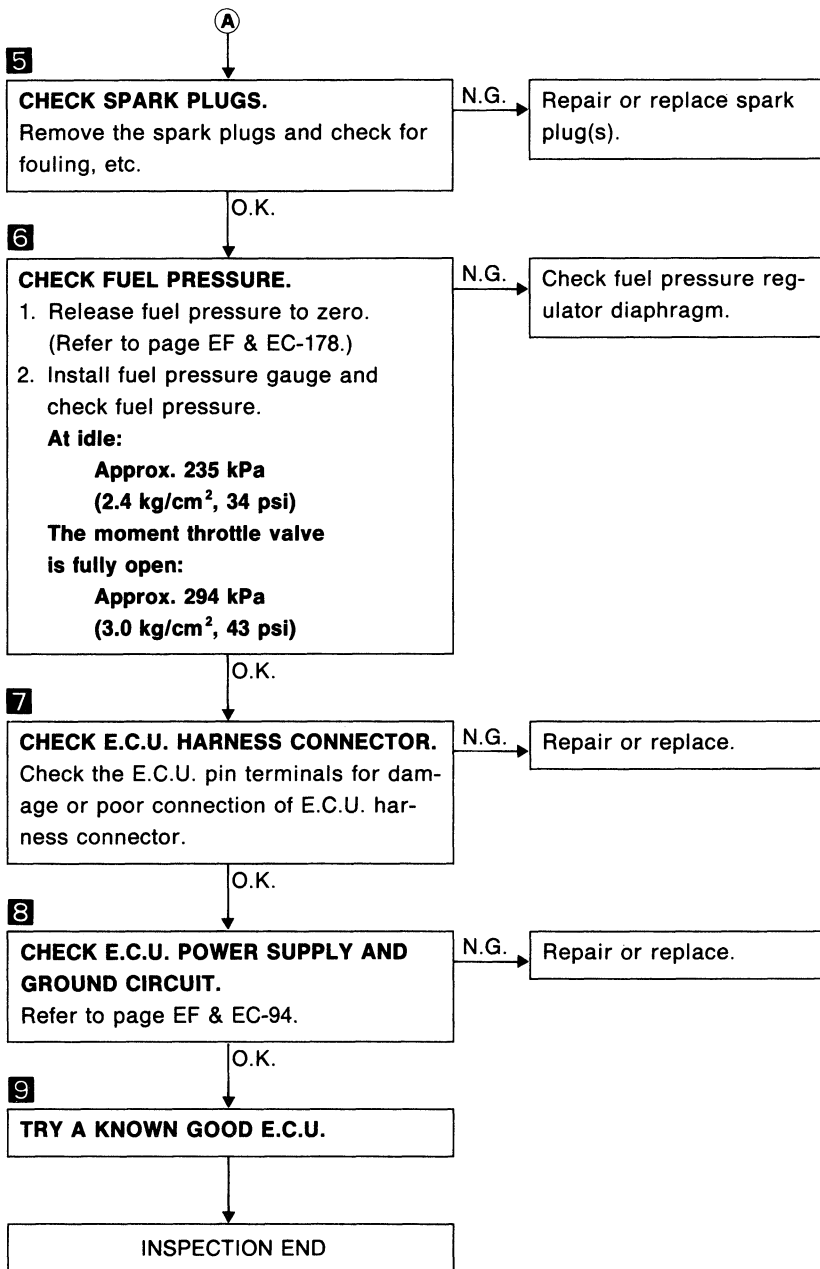 A
5
CHECK SPARK PLUGS.
Remove the spark plugs and check for
fouling, etc.
N.G.
Repair or replace spark
plug(s).
O.K.
6
CHECK FUEL PRESSURE.
1. Release fuel pressure to zero.
(Refer to page EF & EC-178.)
2. Install fuel pressure gauge and
check fuel pressure.
At idle:
Approx. 235 kPa
(2.4 kg/cm², 34 psi)
The moment throttle valve
is fully open:
Approx. 294 kPa
(3.0 kg/cm², 43 psi)
N.G.
Check fuel pressure reg-
ulator diaphragm.
O.K.
7
CHECK E.C.U. HARNESS CONNECTOR.
Check the E.C.U. pin terminals for dam-
age or poor connection of E.C.U. har-
ness connector.
N.G.
Repair or replace.
O.K.
8
CHECK E.C.U. POWER SUPPLY AND
GROUND CIRCUIT.
Refer to page EF & EC-94.
N.G.
Repair or replace.
O.K.
9
TRY A KNOWN GOOD E.C.U.
INSPECTION END